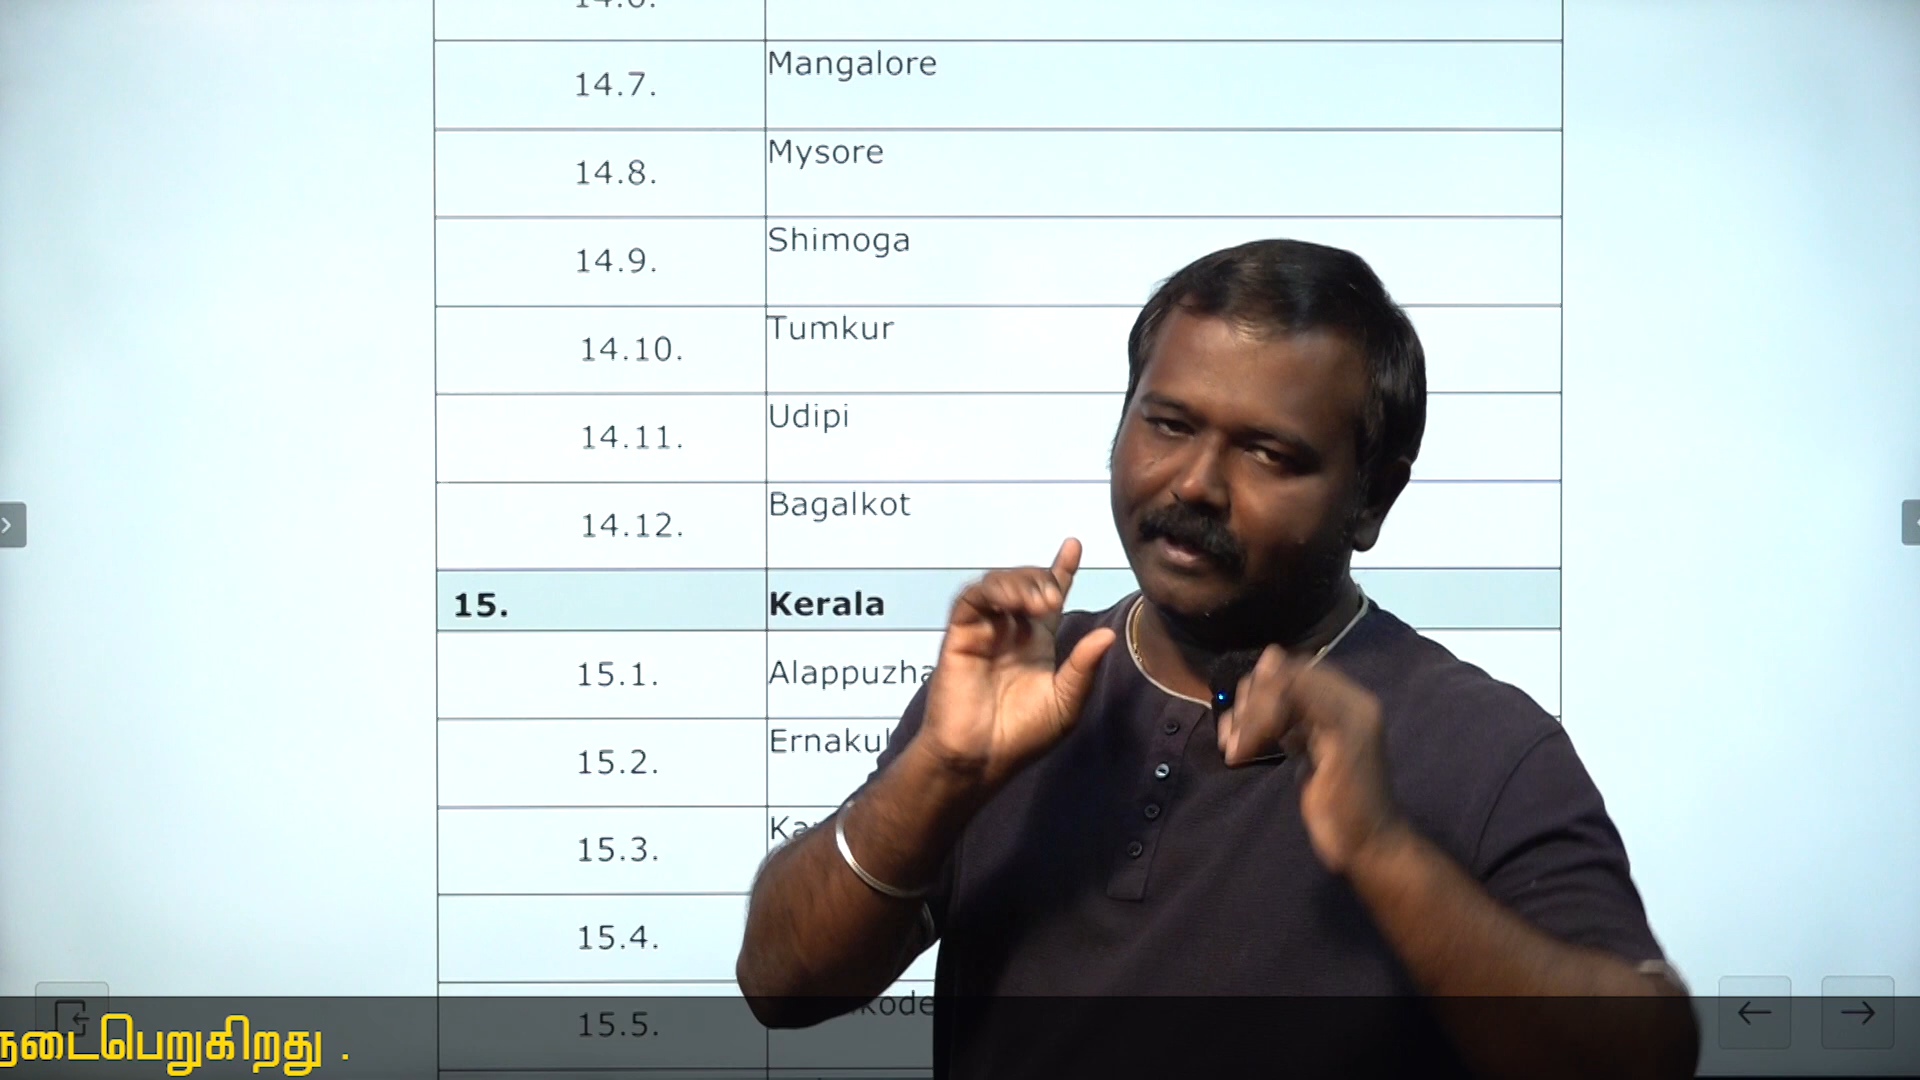 14.7. Mangalore
14.8. Mysore
14.9. Shimoga
14.10. Tumkur
14.11. Udipi
14.12. Bagalkot
15. Kerala
15.1. Alappuzha
15.2.
15.3.
15.4.
15.5.
நடைபெறுகிறது .